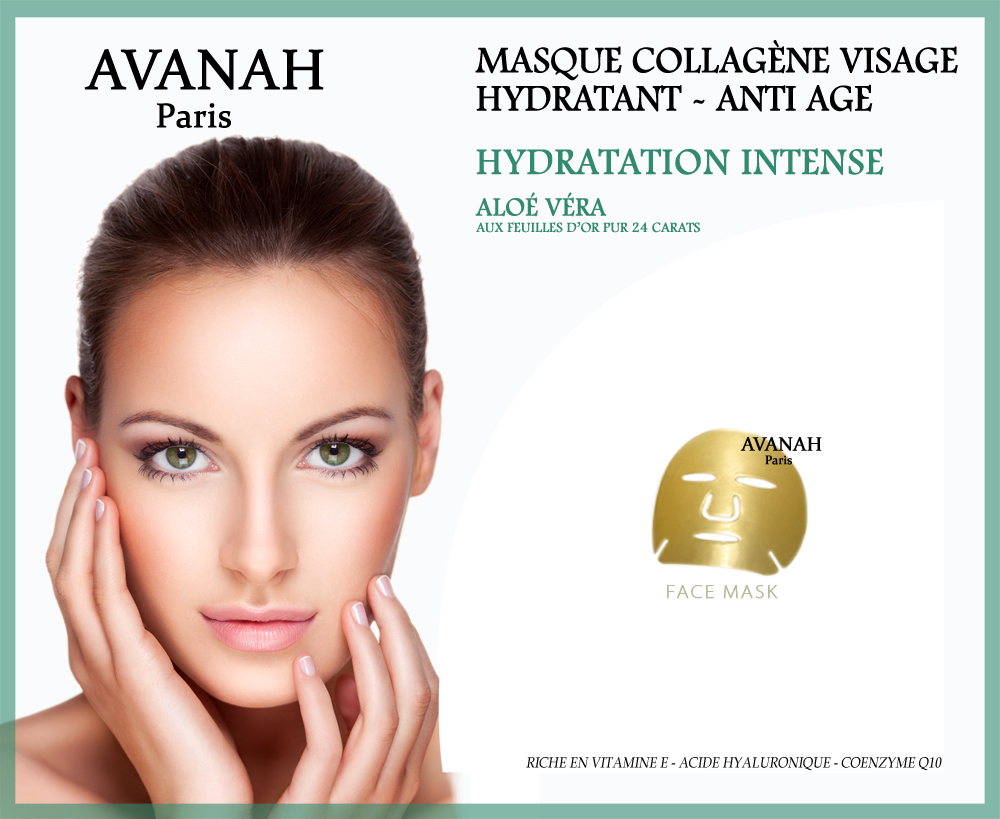 AVANAH
Paris
MASQUE COLLAGÈNE VISAGE
HYDRATANT ~ ANTI AGE
HYDRATATION INTENSE
ALOÉ VÉRA
AUX FEUILLES D'OR PUR 24 CARATS
AVANAH
Paris
FACE MASK
RICHE EN VITAMINE E - ACIDE HYALURONIQUE - COENZYME Q10